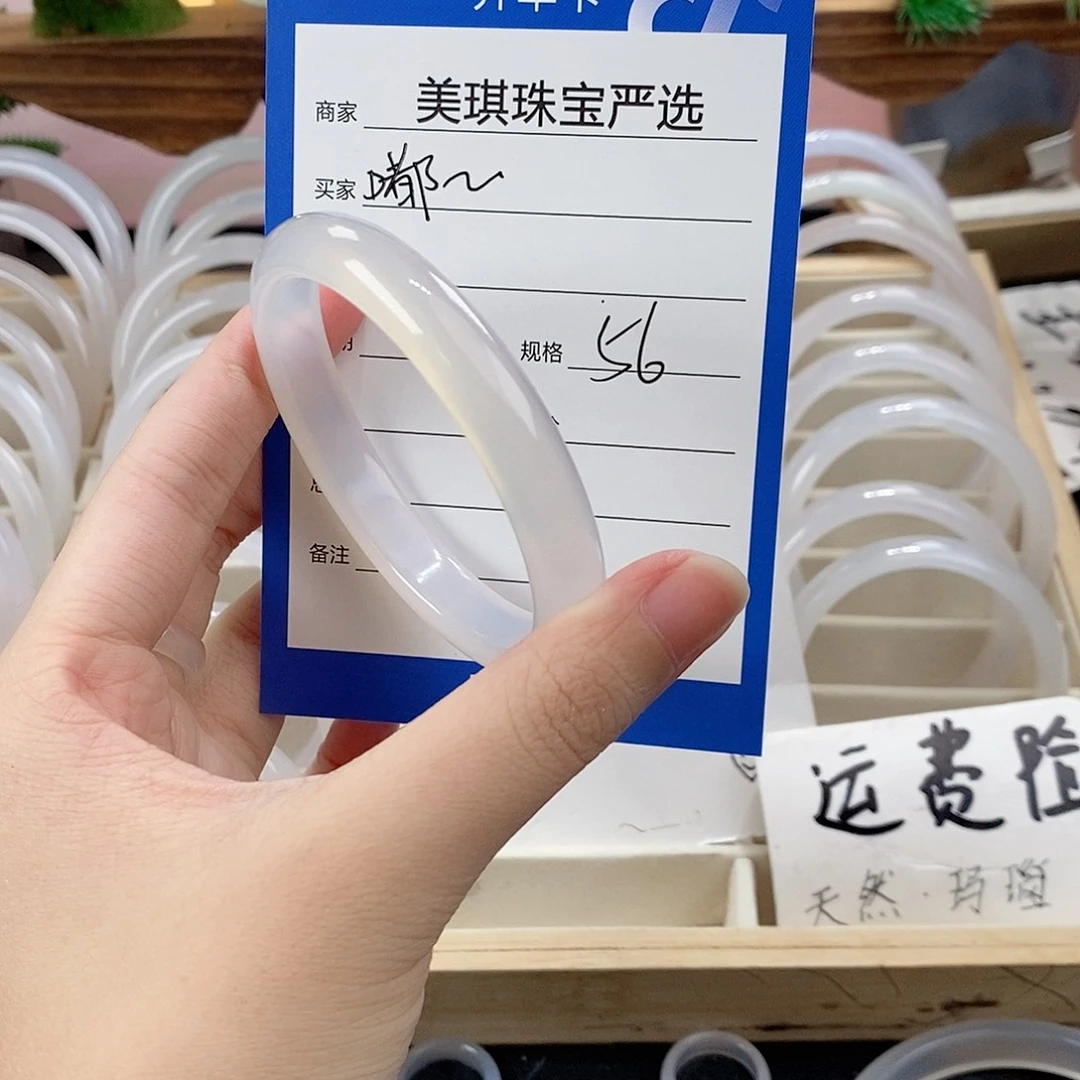 商家 美琪珠宝严选
买家 嘟~
规格 56
备注
运费险
天然·玛瑙